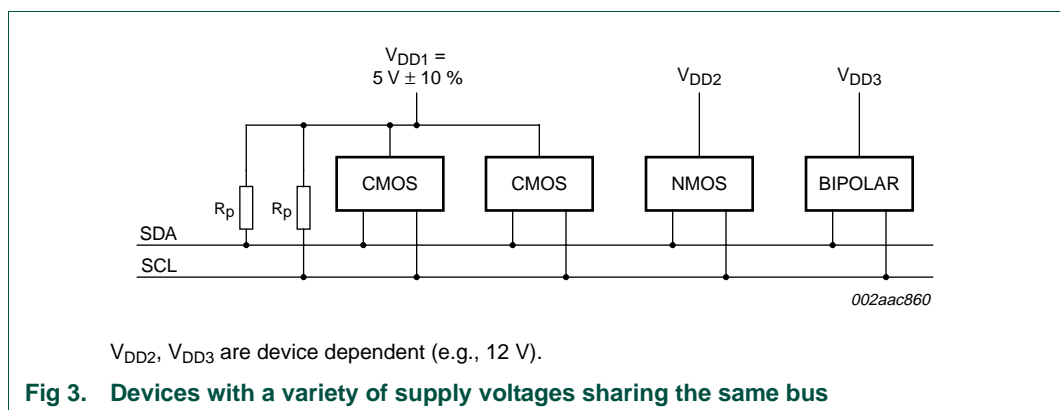 VDD1 =
5 V ± 10 %
VDD2
VDD3
CMOS
CMOS
NMOS
BIPOLAR
Rp
Rp
SDA
SCL
002aac860
VDD2, VDD3 are device dependent (e.g., 12 V).
Fig 3. Devices with a variety of supply voltages sharing the same bus